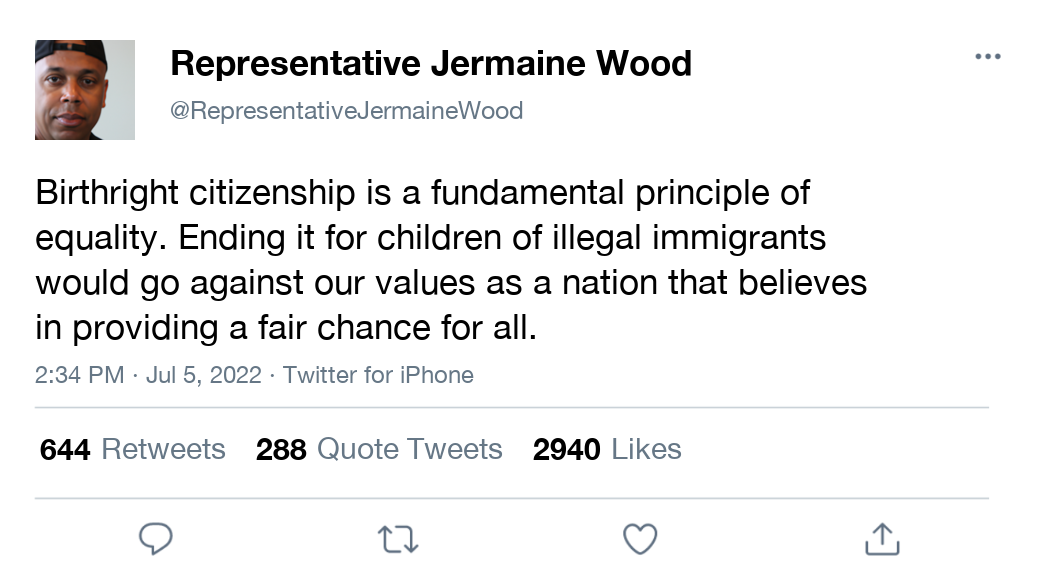 Representative Jermaine Wood
@RepresentativeJermaineWood
Birthright citizenship is a fundamental principle of
equality. Ending it for children of illegal immigrants
would go against our values as a nation that believes
in providing a fair chance for all.
2:34 PM · Jul 5, 2022 · Twitter for iPhone
644 Retweets 288 Quote Tweets 2940 Likes